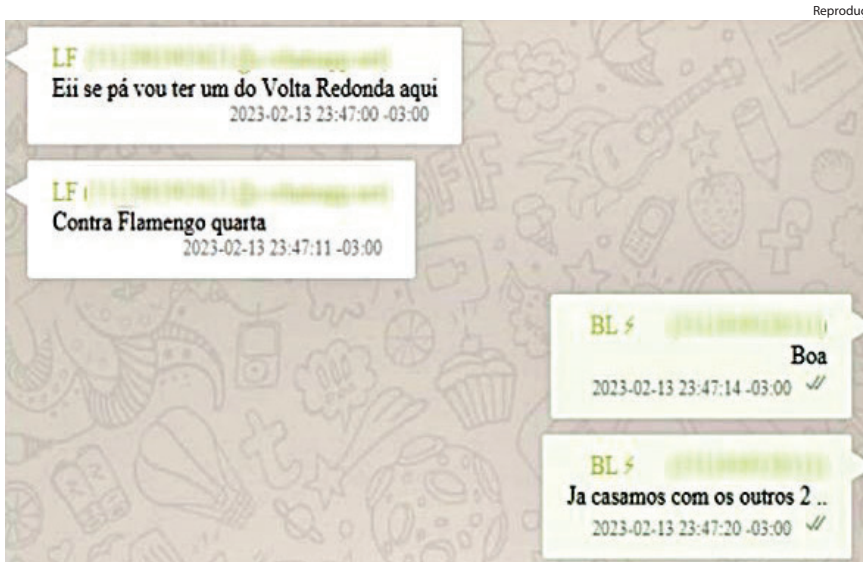 Reproduc
LF
Eii se pá vou ter um do Volta Redonda aqui
2023-02-13 23:47:00 -03:00
LF
Contra Flamengo quarta
2023-02-13 23:47:11 -03:00
BL
Boa
2023-02-13 23:47:14 -03:00
BL
Ja casamos com os outros 2 ..
2023-02-13 23:47:20 -03:00